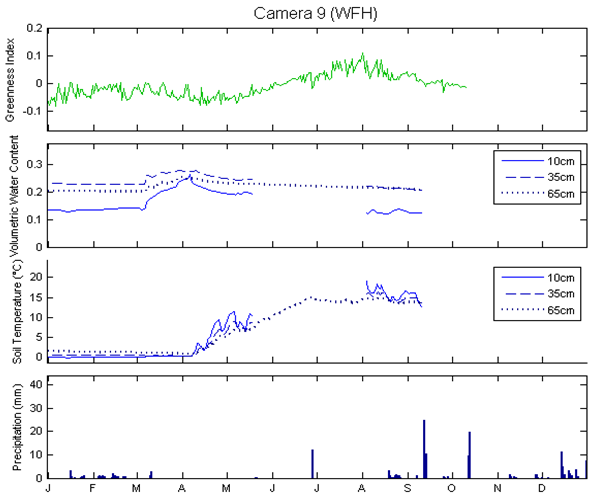 Camera 9 (WFH)
Greenness Index
0.2
0.1
0
-0.1
Volumetric Water Content
0.3
0.2
0.1
0
10cm
35cm
65cm
Soil Temperature (°C)
20
15
10
5
0
10cm
35cm
65cm
Precipitation (mm)
40
30
20
10
0
J F M A M J J A S O N D